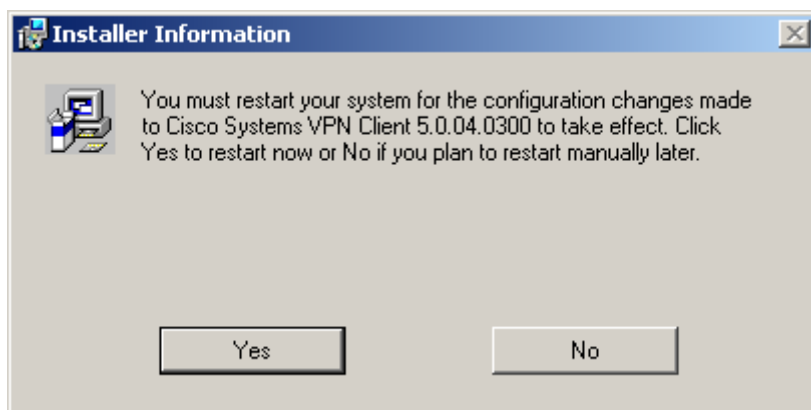 Installer Information
You must restart your system for the configuration changes made
to Cisco Systems VPN Client 5.0.04.0300 to take effect. Click
Yes to restart now or No if you plan to restart manually later.
Yes
No